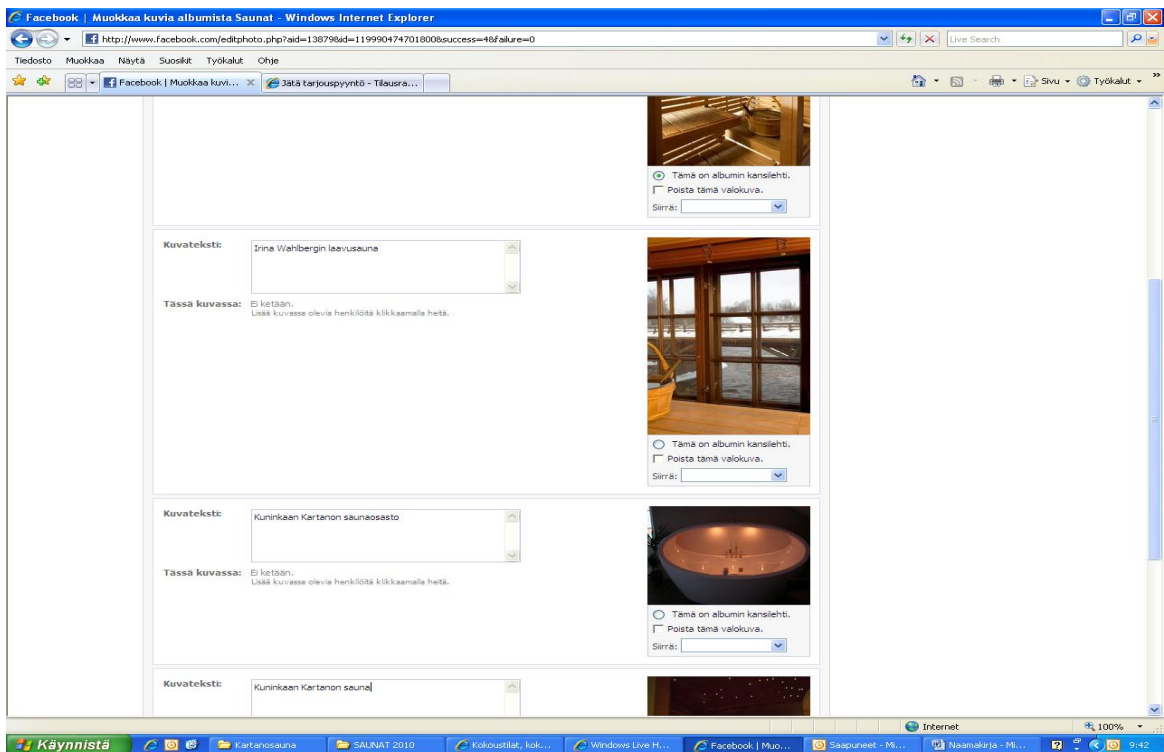 Facebook | Muokkaa kuvia albumista Saunat - Windows Internet Explorer
http://www.facebook.com/editphoto.php?aid=13879&id=119990474701800&success=4&failure=0
Live Search
Tiedosto Muokkaa Näytä Suosikit Työkalut Ohje
Facebook | Muokkaa kuvi... Jätä tarjouspyyntö - Tilausra... Sivu Työkalut
Tämä on albumin kansilehti.
Poista tämä valokuva.
Siirrä:
Kuvateksti: Irina Wahlbergin laavusauna
Tässä kuvassa: Ei ketään.
Lisää kuvassa olevia henkilöitä klikkaamalla heitä.
Tämä on albumin kansilehti.
Poista tämä valokuva.
Siirrä:
Kuvateksti: Kuninkaan Kartanon saunaosasto
Tässä kuvassa: Ei ketään.
Lisää kuvassa olevia henkilöitä klikkaamalla heitä.
Tämä on albumin kansilehti.
Poista tämä valokuva.
Siirrä:
Kuvateksti: Kuninkaan Kartanon sauna
Internet 100%
Käynnistä Kartanosauna SAUNAT 2010 Kokoustilat, kok... Windows Live H... Facebook | Muo... Saapuneet - Mi... Naamakirja - Mi... 9:42